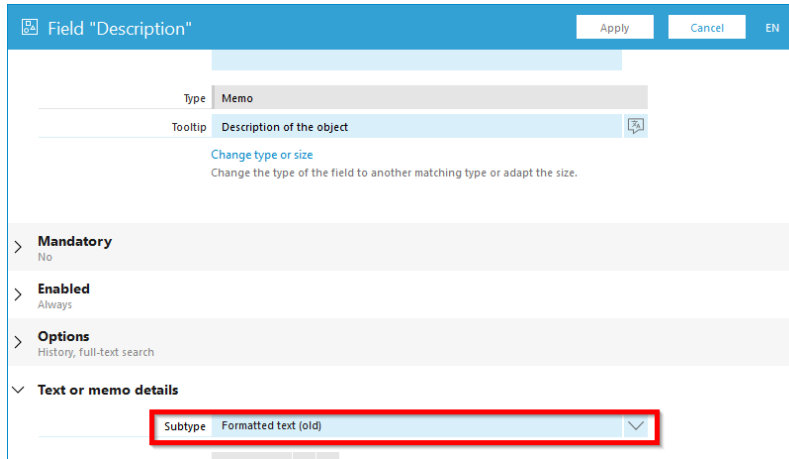 Field "Description"
Apply
Cancel
EN
Type
Memo
Tooltip
Description of the object
Change type or size
Change the type of the field to another matching type or adapt the size.
Mandatory
No
Enabled
Always
Options
History, full-text search
Text or memo details
Subtype
Formatted text (old)